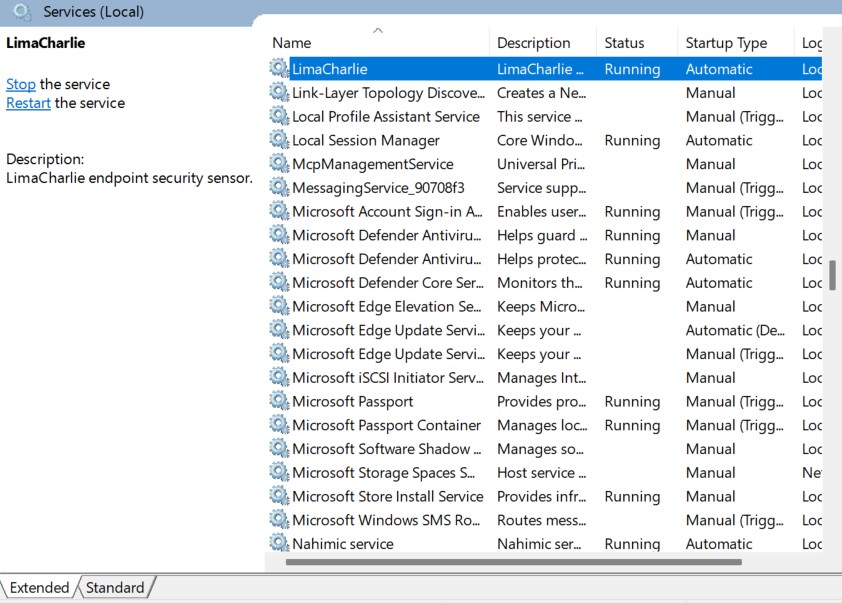 Services (Local)
LimaCharlie
Stop the service
Restart the service
Description:
LimaCharlie endpoint security sensor.
Name Description Status Startup Type Log
LimaCharlie LimaCharlie ... Running Automatic Loc
Link-Layer Topology Discove... Creates a Ne... Manual Loc
Local Profile Assistant Service This service ... Manual (Trigg... Loc
Local Session Manager Core Windo... Running Automatic Loc
McpManagementService Universal Pri... Manual Loc
MessagingService_90708f3 Service supp... Manual (Trigg... Loc
Microsoft Account Sign-in A... Enables user... Running Manual (Trigg... Loc
Microsoft Defender Antiviru... Helps guard ... Running Manual Loc
Microsoft Defender Antiviru... Helps protec... Running Automatic Loc
Microsoft Defender Core Ser... Monitors th... Running Automatic Loc
Microsoft Edge Elevation Se... Keeps Micro... Manual Loc
Microsoft Edge Update Servi... Keeps your ... Automatic (De... Loc
Microsoft Edge Update Servi... Keeps your ... Manual (Trigg... Loc
Microsoft iSCSI Initiator Serv... Manages Int... Manual Loc
Microsoft Passport Provides pro... Running Manual (Trigg... Loc
Microsoft Passport Container Manages loc... Running Manual (Trigg... Loc
Microsoft Software Shadow ... Manages so... Manual Loc
Microsoft Storage Spaces S... Host service ... Manual Ne
Microsoft Store Install Service Provides infr... Running Manual Loc
Microsoft Windows SMS Ro... Routes mess... Manual (Trigg... Loc
Nahimic service Nahimic ser... Running Automatic Loc
Extended Standard